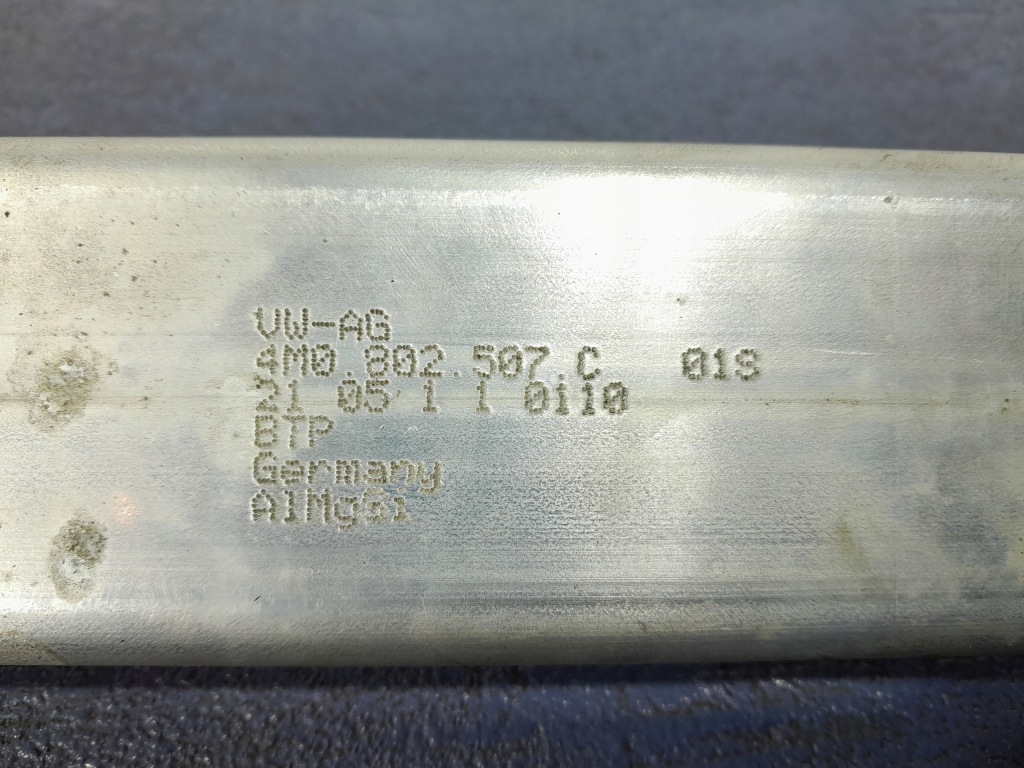 VW-AG
4M0.802.507.C 01S
21 05 1 1 0110
BTP
Germany
AlMgSi